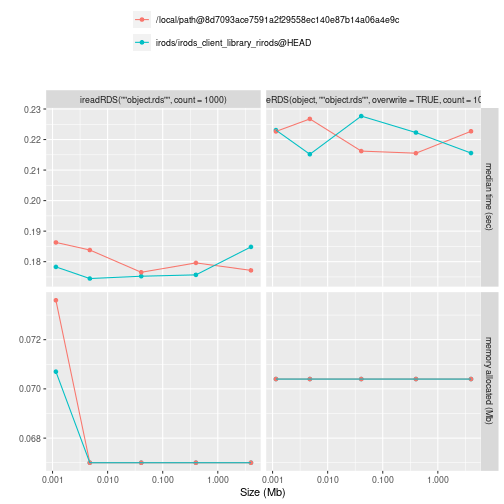 /local/path@8d7093ace7591a2f29558ec140e87b14a06a4e9c
irods/irods_client_library_rirods@HEAD
ireadRDS(""object.rds"", count = 1000)
eRDS(object, ""object.rds"", overwrite = TRUE, count = 10
0.23
0.22
0.21
0.20
0.19
0.18
median time (sec)
0.072
0.070
0.068
memory allocated (Mb)
0.001 0.010 0.100 1.000 0.001 0.010 0.100 1.000
Size (Mb)